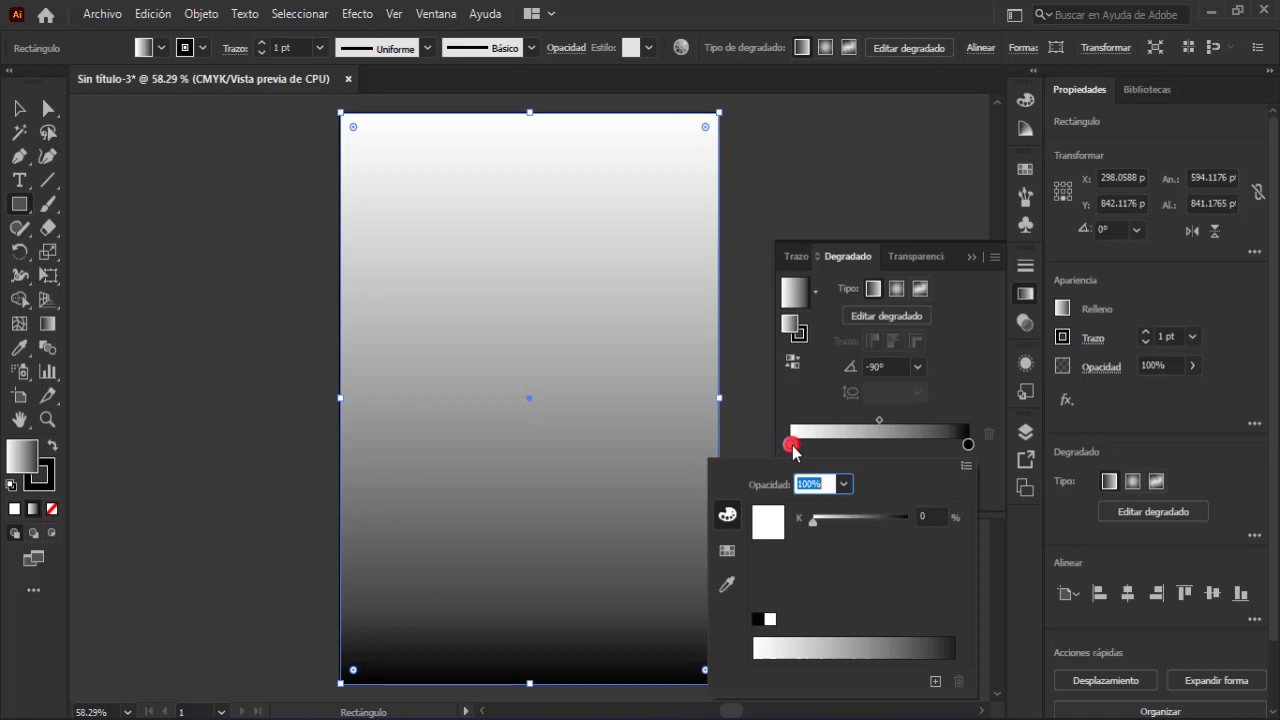 Ai Archivo Edición Objeto Texto Seleccionar Efecto Ver Ventana Ayuda Buscar en Ayuda de Adobe
Rectángulo Trazo: 1 pt Uniforme Básico Opacidad Estilo: Tipo de degradado: Editar degradado Alinear Forma: Transformar
Sin título-3* @ 58.29 % (CMYK/Vista previa de CPU)
Propiedades Bibliotecas
Rectángulo
Transformar
X: 298.0588 p An.: 594.1176 p
Y: 842.1176 p Al.: 841.1765 p
0°
Trazo Degradado Transparenci
Tipo:
Editar degradado
Trazo:
-90°
Apariencia
Relleno
Trazo 1 pt
Opacidad 100%
fx.
Opacidad: 100%
K 0 %
Degradado
Tipo:
Editar degradado
Alinear
Acciones rápidas
Desplazamiento Expandir forma
Organizar
58.29% 1 Rectángulo